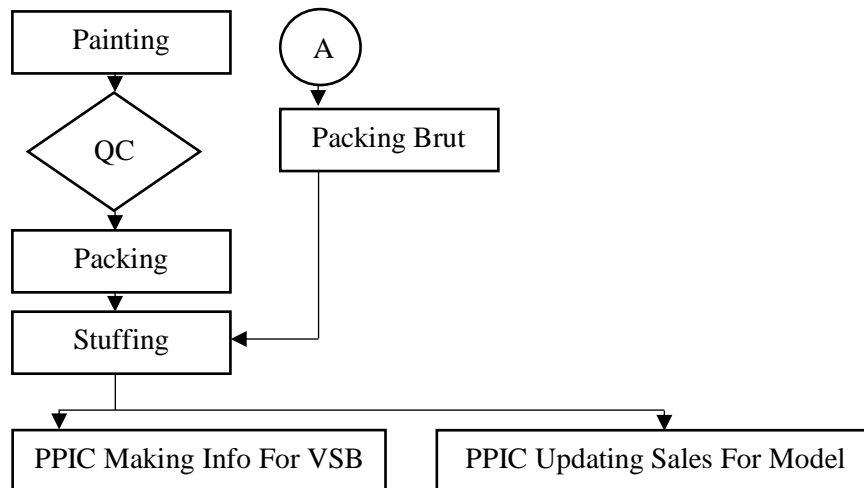 Painting
A
QC
Packing Brut
Packing
Stuffing
PPIC Making Info For VSB
PPIC Updating Sales For Model